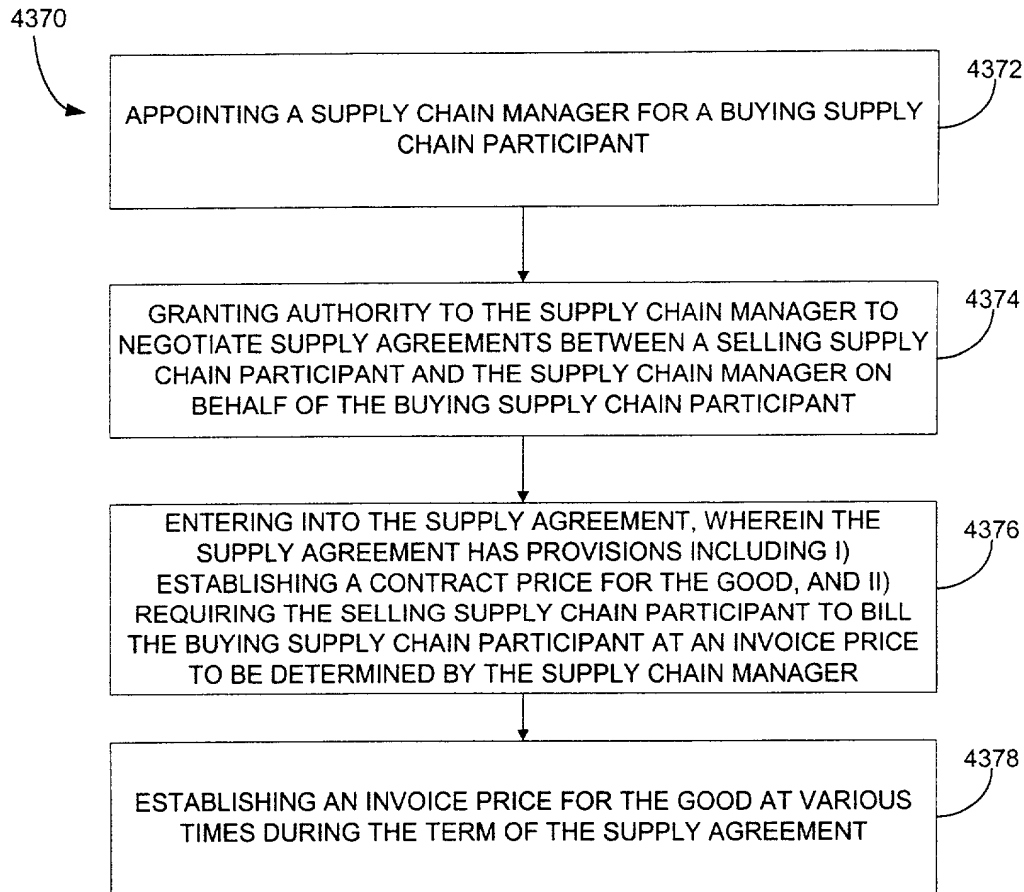 4370
4372
APPOINTING A SUPPLY CHAIN MANAGER FOR A BUYING SUPPLY
CHAIN PARTICIPANT
4374
GRANTING AUTHORITY TO THE SUPPLY CHAIN MANAGER TO
NEGOTIATE SUPPLY AGREEMENTS BETWEEN A SELLING SUPPLY
CHAIN PARTICIPANT AND THE SUPPLY CHAIN MANAGER ON
BEHALF OF THE BUYING SUPPLY CHAIN PARTICIPANT
4376
ENTERING INTO THE SUPPLY AGREEMENT, WHEREIN THE
SUPPLY AGREEMENT HAS PROVISIONS INCLUDING I)
ESTABLISHING A CONTRACT PRICE FOR THE GOOD, AND II)
REQUIRING THE SELLING SUPPLY CHAIN PARTICIPANT TO BILL
THE BUYING SUPPLY CHAIN PARTICIPANT AT AN INVOICE PRICE
TO BE DETERMINED BY THE SUPPLY CHAIN MANAGER
4378
ESTABLISHING AN INVOICE PRICE FOR THE GOOD AT VARIOUS
TIMES DURING THE TERM OF THE SUPPLY AGREEMENT